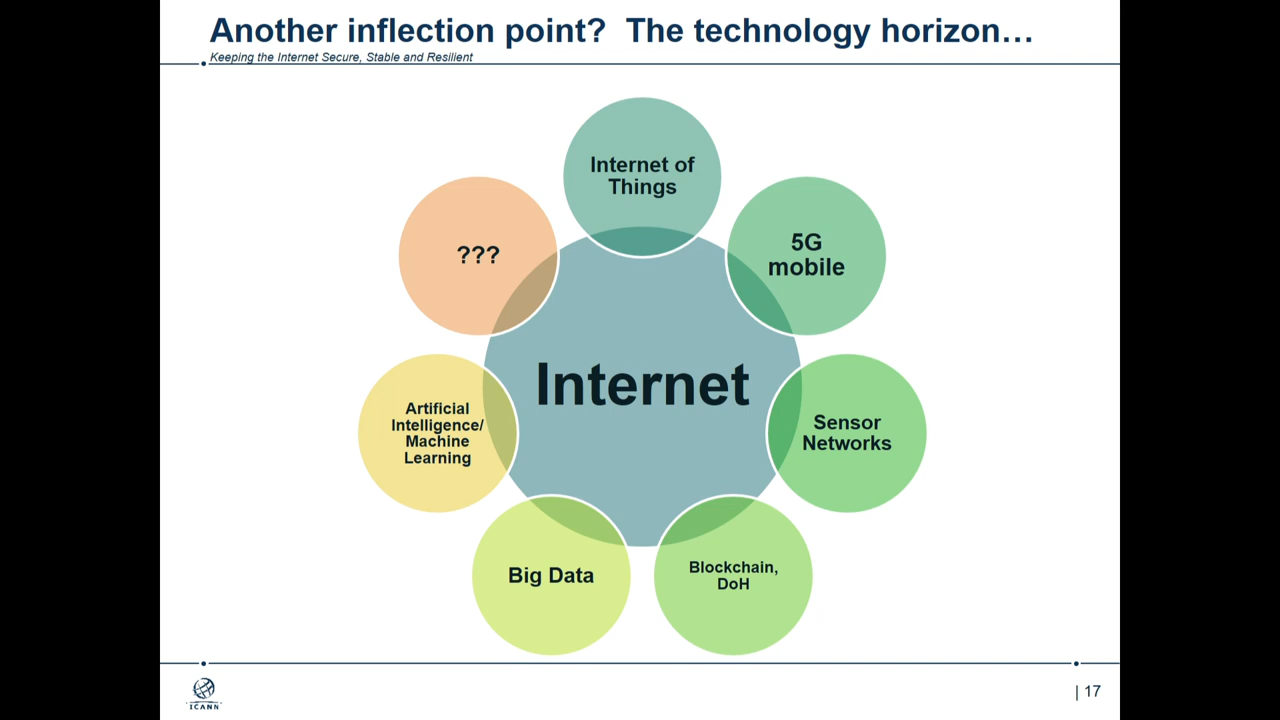 Another inflection point?  The technology horizon…
Keeping the Internet Secure, Stable and Resilient
Internet of
Things
5G
mobile
Sensor
Networks
Blockchain,
DoH
Big Data
Artificial
Intelligence/
Machine
Learning
???
Internet
ICANN
| 17